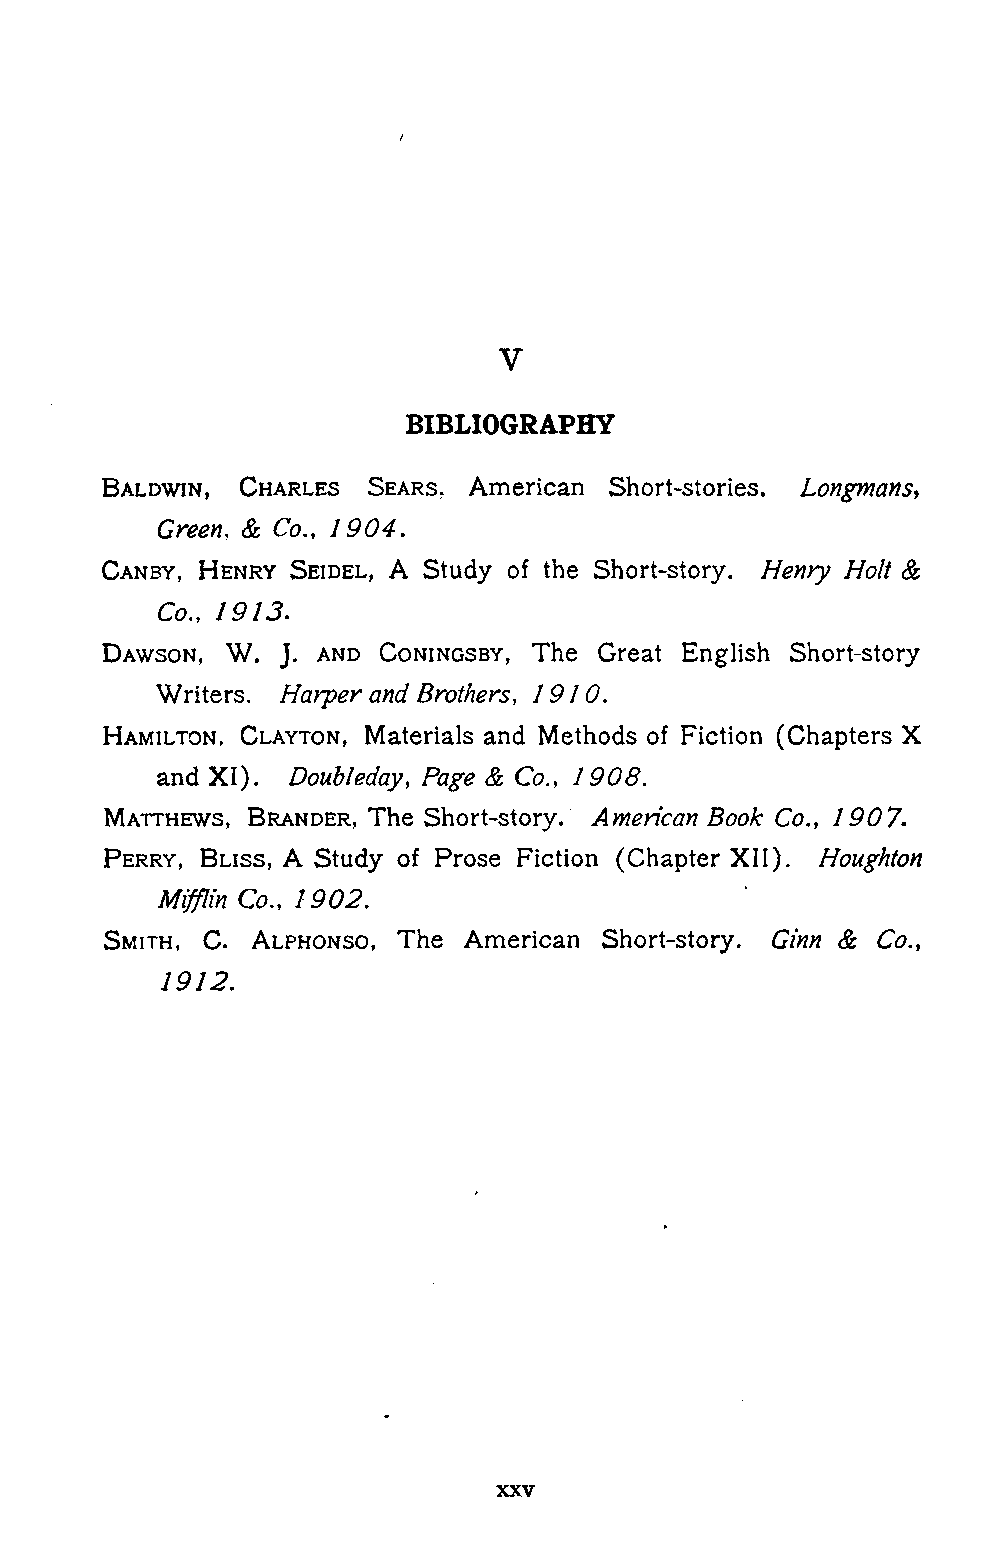 V
BIBLIOGRAPHY
BALDWIN, CHARLES SEARS, American Short-stories. Longmans,
Green, & Co., 1904.
CANBY, HENRY SEIDEL, A Study of the Short-story. Henry Holt &
Co., 1913.
DAWSON, W. J. AND CONINGSBY, The Great English Short-story
Writers. Harper and Brothers, 1910.
HAMILTON, CLAYTON, Materials and Methods of Fiction (Chapters X
and XI). Doubleday, Page & Co., 1908.
MATTHEWS, BRANDER, The Short-story. American Book Co., 1907.
PERRY, BLISS, A Study of Prose Fiction (Chapter XII). Houghton
Mifflin Co., 1902.
SMITH, C. ALPHONSO, The American Short-story. Ginn & Co.,
1912.
xxv